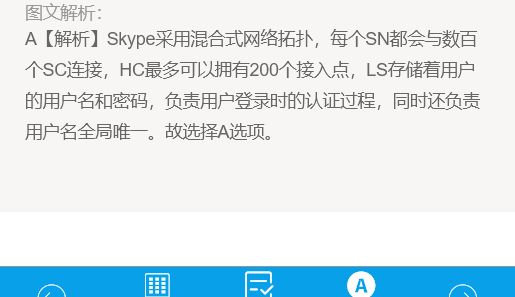 图文解析：
A【解析】Skype采用混合式网络拓扑，每个SN都会与数百
个SC连接，HC最多可以拥有200个接入点，LS存储着用户
的用户名和密码，负责用户登录时的认证过程，同时还负责
用户名全局唯一。故选择A选项。
A